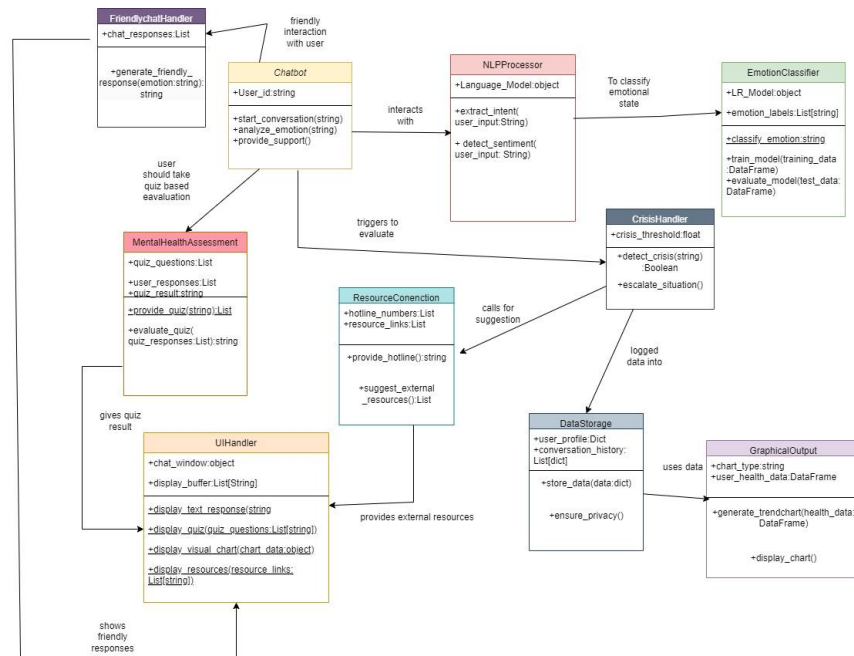 FriendlychatHandler
+chat_responses:List
+generate_friendly_
response(emotion:string):
string
friendly
interaction
with user
Chatbot
+User_id:string
+start_conversation(string)
+analyze_emotion(string)
+provide_support()
interacts
with
NLPProcessor
+Language_Model:object
+extract_intent(
user_input:String)
+ detect_sentiment(
user_input: String)
To classify
emotional
state
EmotionClassifier
+LR_Model:object
+emotion_labels:List[string]
+classify_emotion:string
+train_model(training_data
:DataFrame)
+evaluate_model(test_data:
DataFrame)
user
should take
quiz based
eavaluation
triggers to
evaluate
CrisisHandler
+crisis_threshold:float
+detect_crisis(string)
:Boolean
+escalate_situation()
MentalHealthAssessment
+quiz_questions:List
+user_responses:List
+quiz_result:string
+provide_quiz(string):List
+evaluate_quiz(
quiz_responses:List):string
ResourceConenction
+hotline_numbers:List
+resource_links:List
+provide_hotline():string
+suggest_external
_resources():List
calls for
suggestion
logged
data into
gives quiz
result
UIHandler
+chat_window:object
+display_buffer:List[String]
+display_text_response(string
+display_quiz(quiz_questions:List[string])
+display_visual_chart(chart_data:object)
+display_resources(resource_links:
List[string])
provides external resources
DataStorage
+user_profile:Dict
+conversation_history:
List[dict]
+store_data(data:dict)
+ensure_privacy()
uses data
GraphicalOutput
+chart_type:string
+user_health_data:DataFrame
+generate_trendchart(health_data:
DataFrame)
+display_chart()
shows
friendly
responses